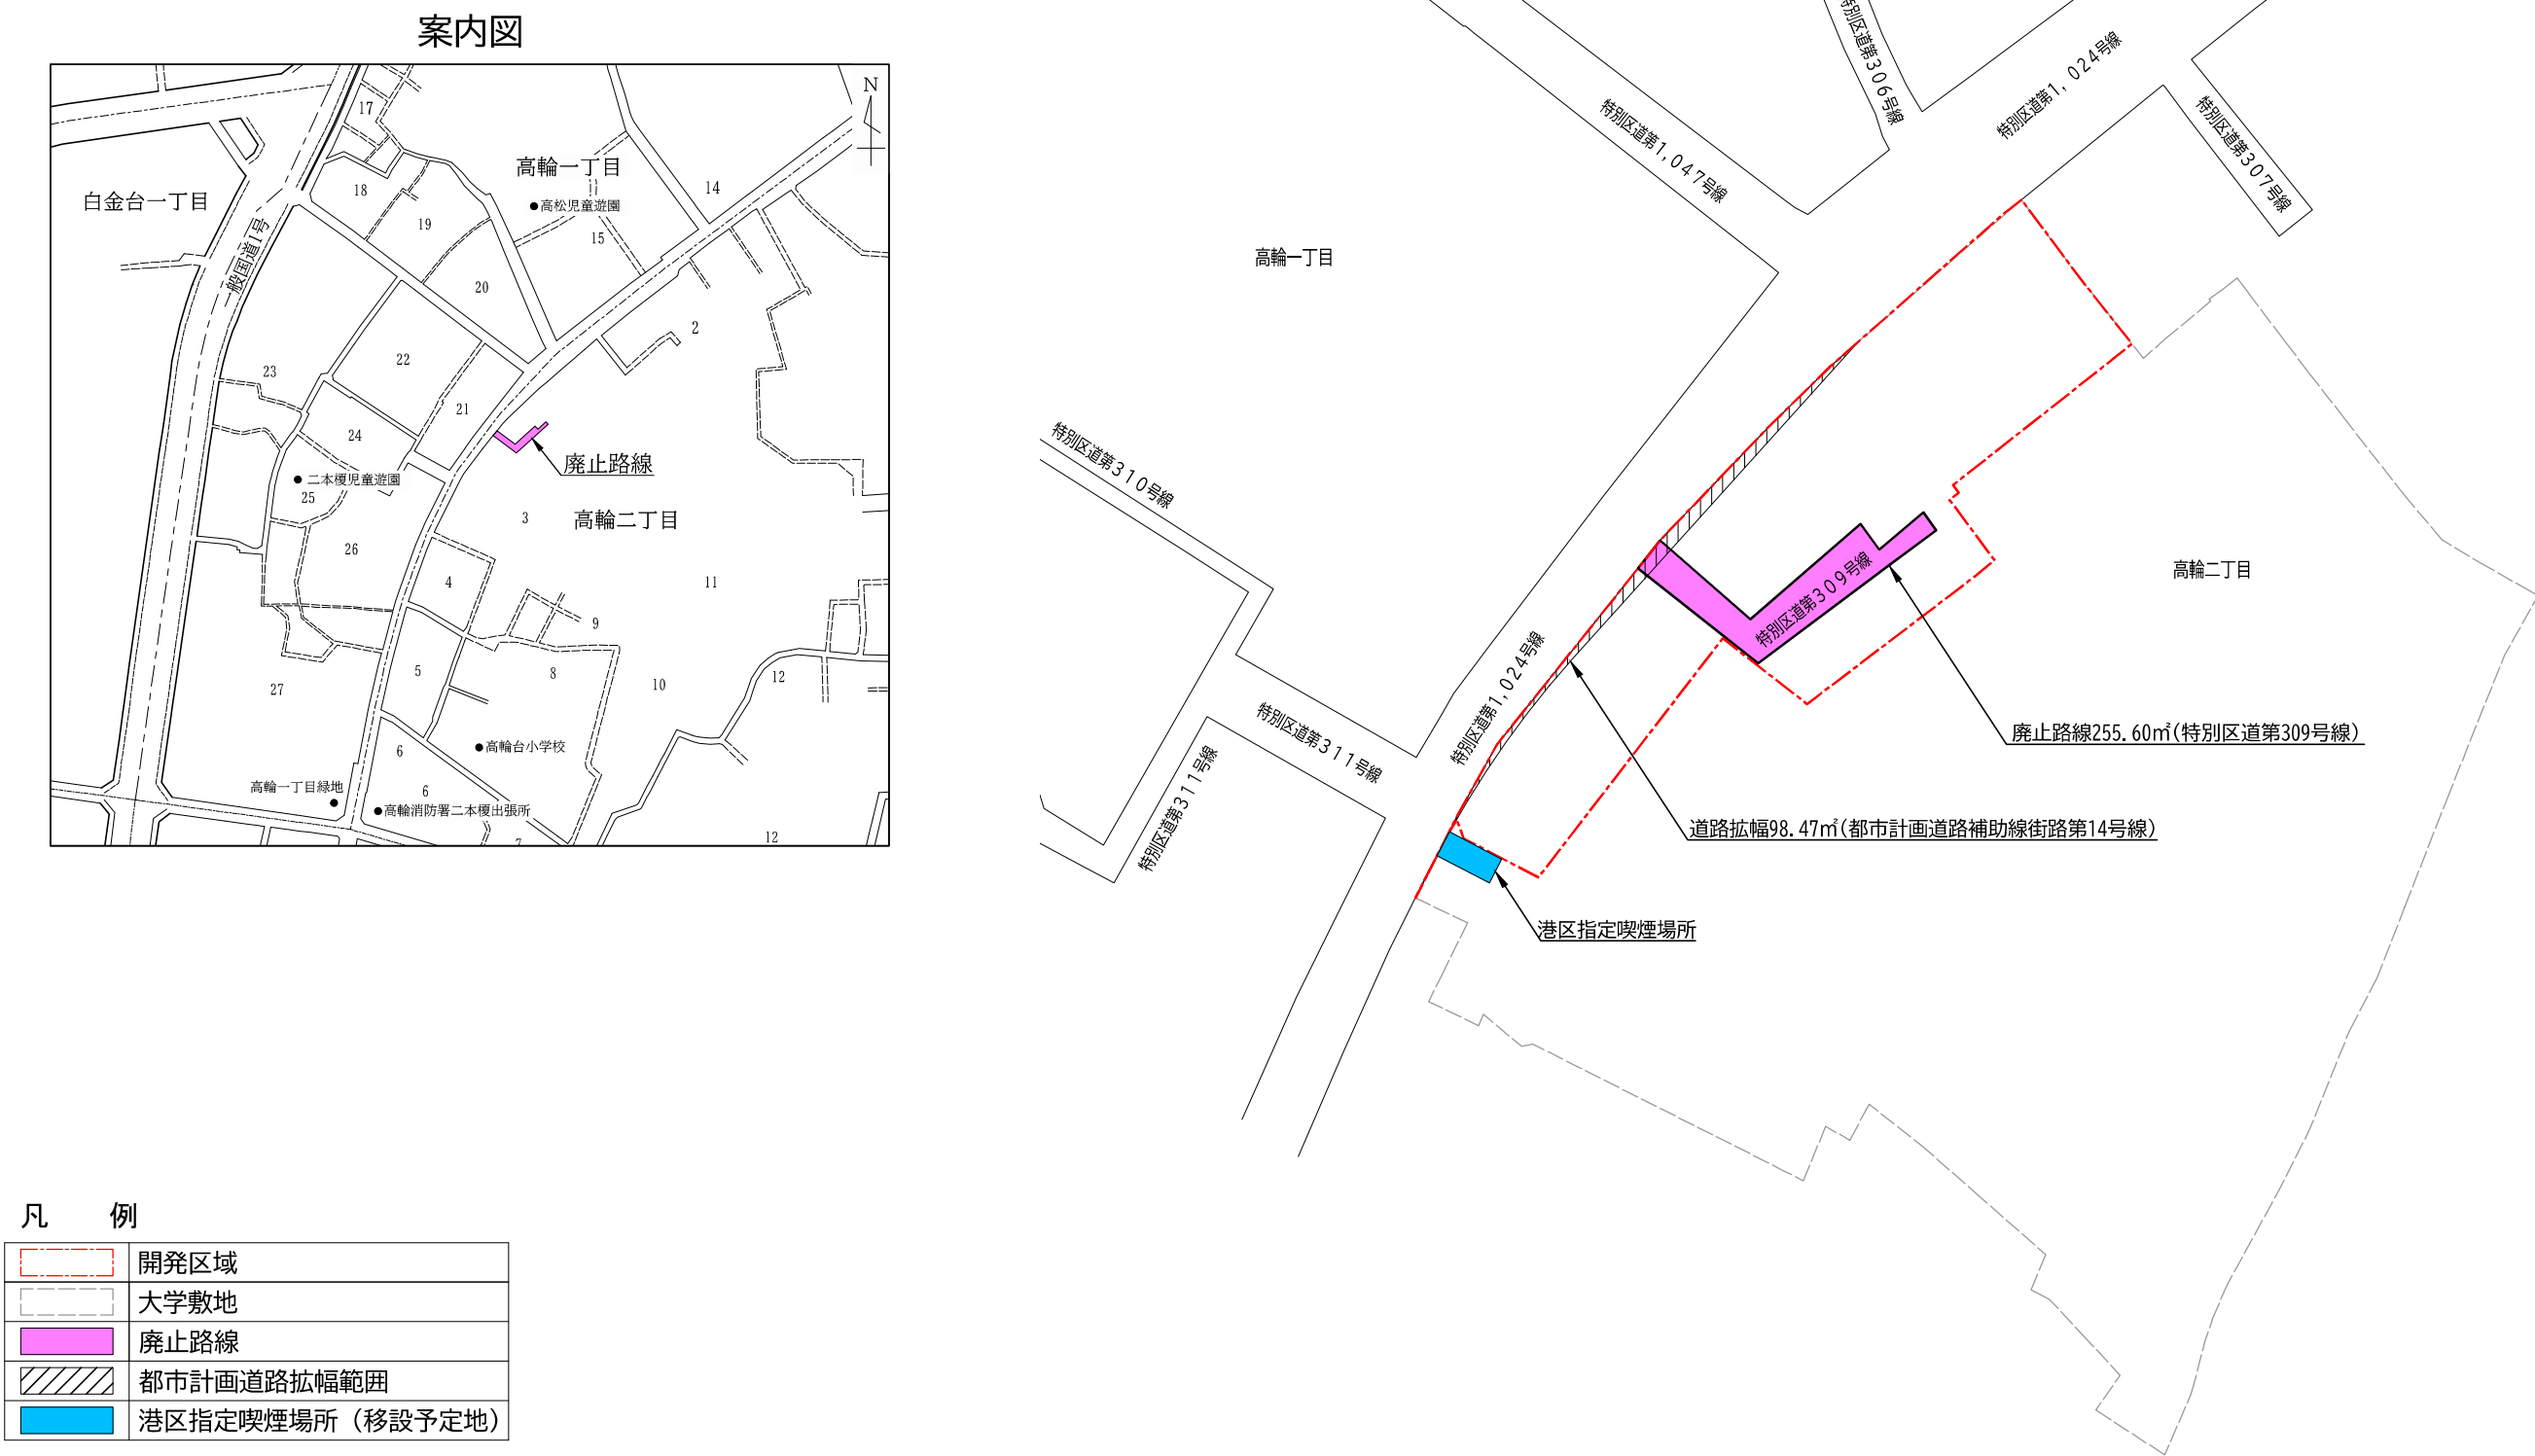 案内図
N
17
高輪一丁目
白金台一丁目
18
14
●高松児童遊園
19
15
一般国道1号
20
2
22
23
21
24
廃止路線
●二本榎児童遊園
25
3
高輪二丁目
26
4
11
9
5
8
10
12
27
6
●高輪台小学校
高輪一丁目緑地
6
●高輪消防署二本榎出張所
7
12
特別区道第306号線
特別区道第1,024号線
特別区道第1,047号線
特別区道第307号線
高輪一丁目
特別区道第310号線
特別区道第309号線
高輪二丁目
特別区道第1,024号線
特別区道第311号線
特別区道第311号線
廃止路線255.60㎡(特別区道第309号線)
道路拡幅98.47㎡(都市計画道路補助線街路第14号線)
港区指定喫煙場所
凡　例
開発区域
大学敷地
廃止路線
都市計画道路拡幅範囲
港区指定喫煙場所（移設予定地）